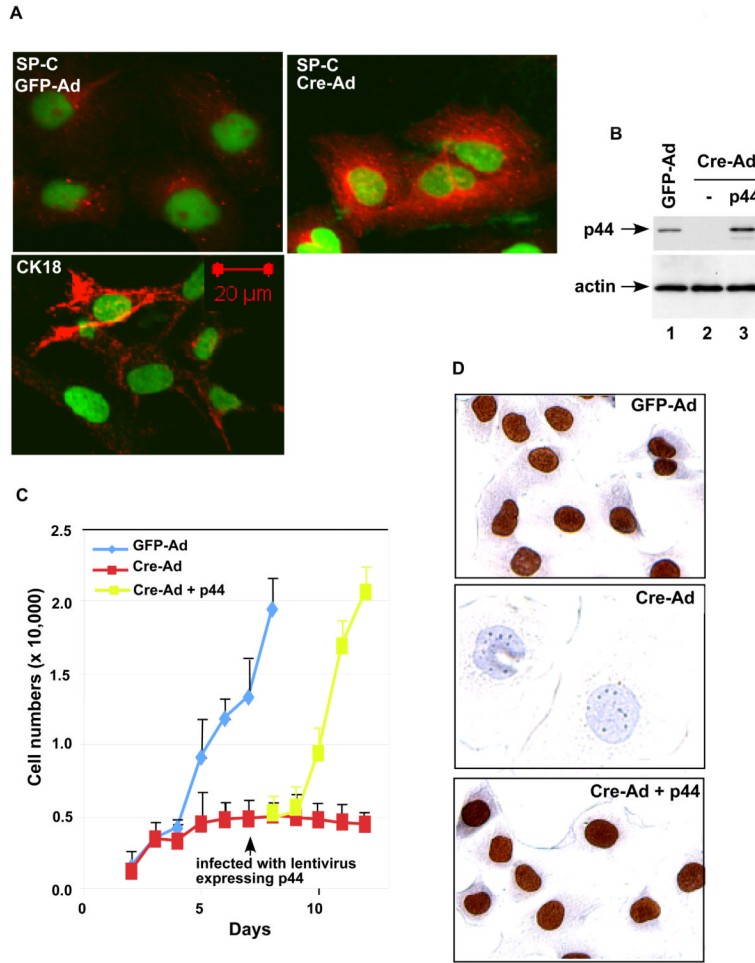 A
SP-C
GFP-Ad
SP-C
Cre-Ad
CK18
20 µm
B
GFP-Ad
Cre-Ad
- p44
p44
actin
1 2 3
C
2.5
2.0
1.5
1.0
0.5
0.0
Cell numbers (x 10,000)
GFP-Ad
Cre-Ad
Cre-Ad + p44
infected with lentivirus
expressing p44
0 5 10
Days
D
GFP-Ad
Cre-Ad
Cre-Ad + p44